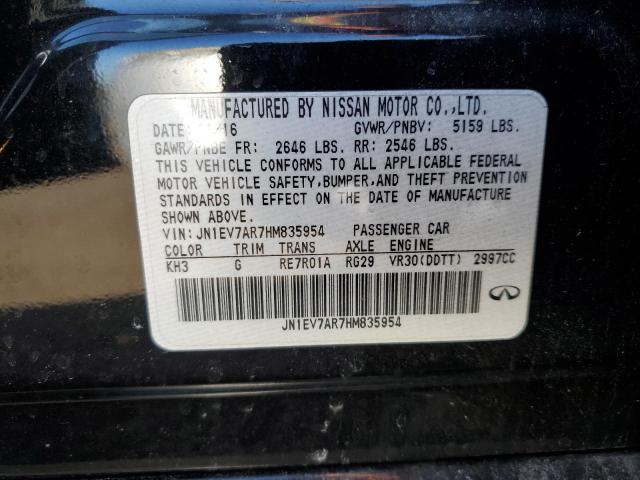 MANUFACTURED BY NISSAN MOTOR CO.,LTD.
DATE: /16 GVWR/PNBV: 5159 LBS.
GAWR/PNBE FR: 2646 LBS. RR: 2546 LBS.
THIS VEHICLE CONFORMS TO ALL APPLICABLE FEDERAL
MOTOR VEHICLE SAFETY,BUMPER,AND THEFT PREVENTION
STANDARDS IN EFFECT ON THE DATE OF MANUFACTURE
SHOWN ABOVE.
VIN: JN1EV7AR7HM835954 PASSENGER CAR
COLOR TRIM TRANS AXLE ENGINE
KH3 G RE7R01A RG29 VR30(DDTT) 2997CC
JN1EV7AR7HM835954